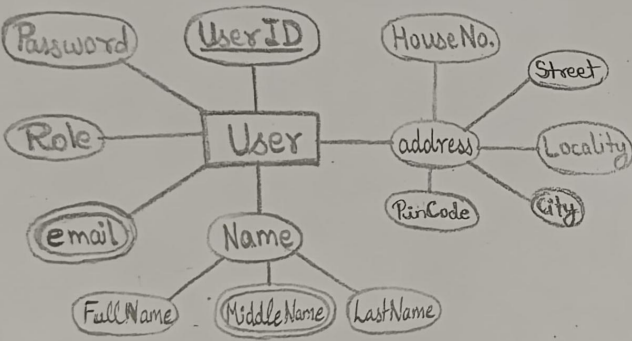 Password
UserID
HouseNo.
Street
Role
User
address
Locality
email
Name
PinCode
City
FullName
MiddleName
LastName